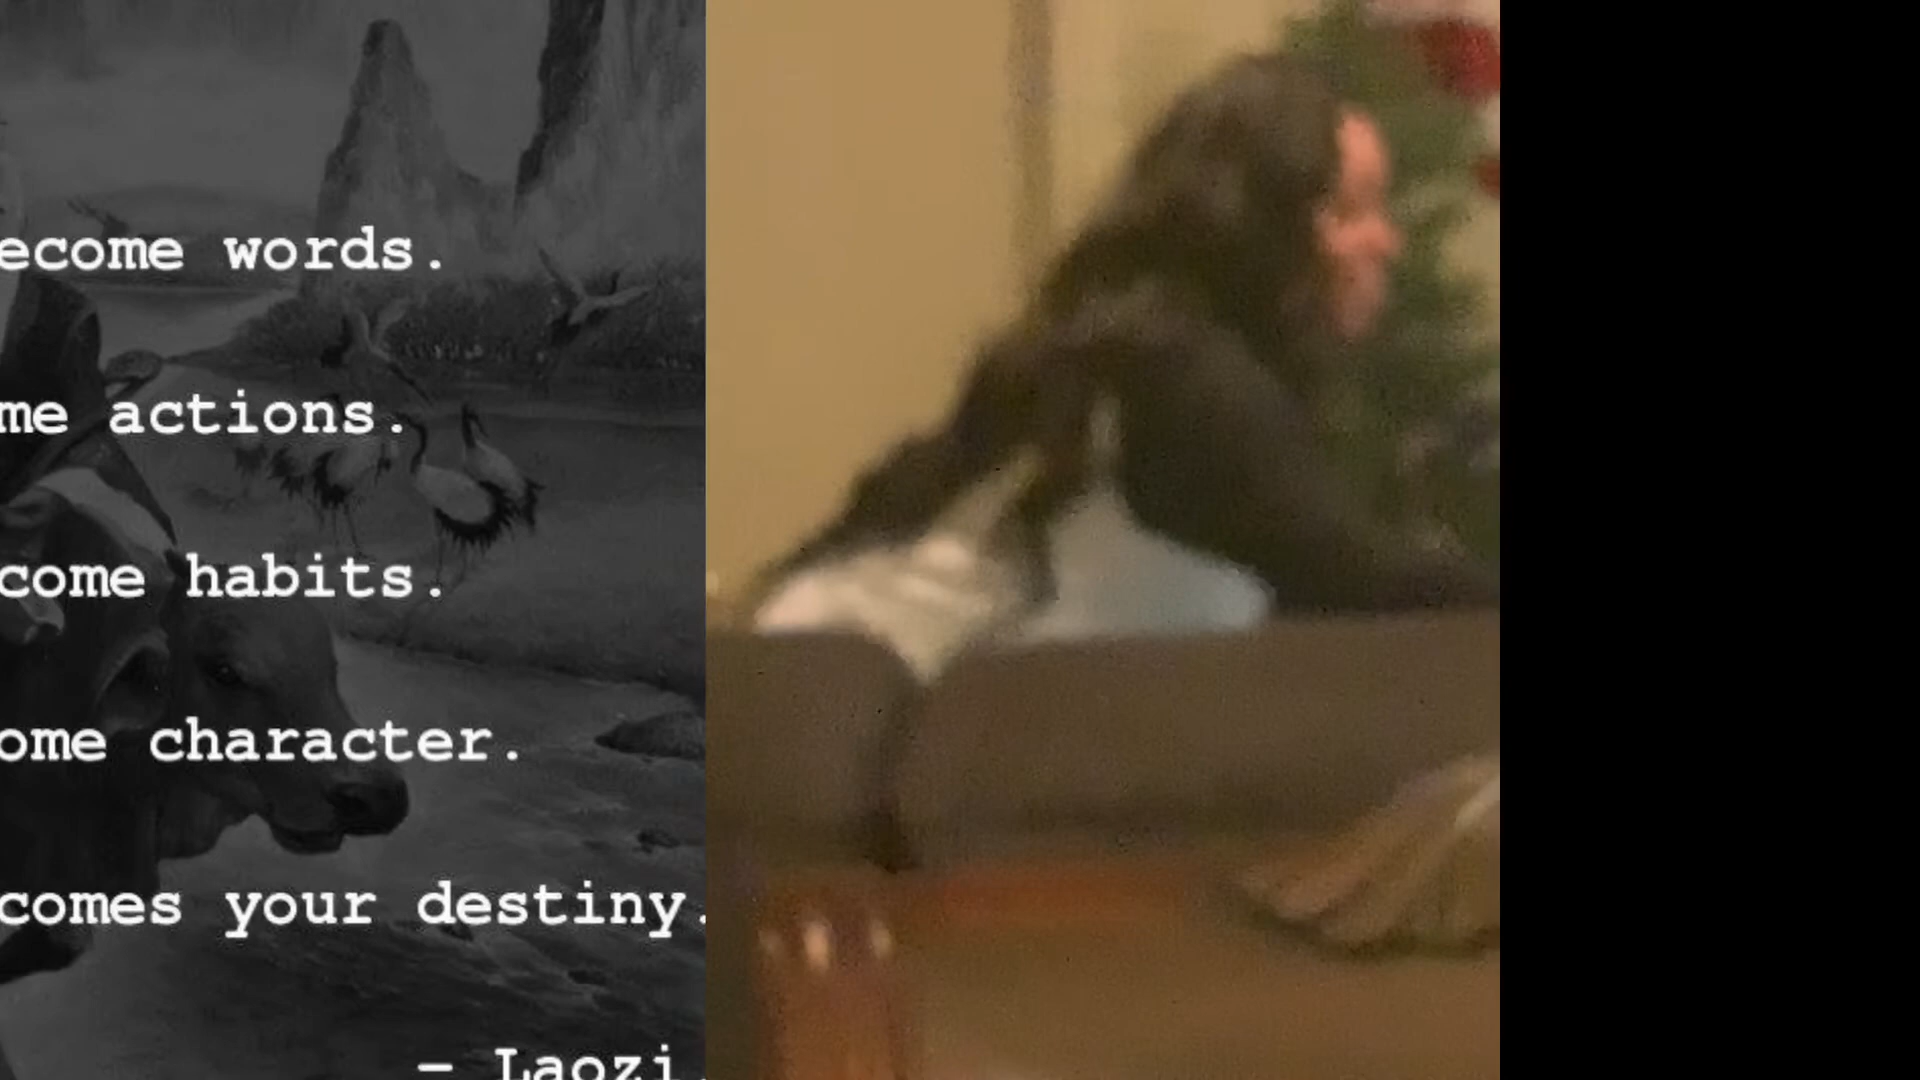 ecome words.
me actions.
come habits.
ome character.
comes your destiny.
— Laozi.